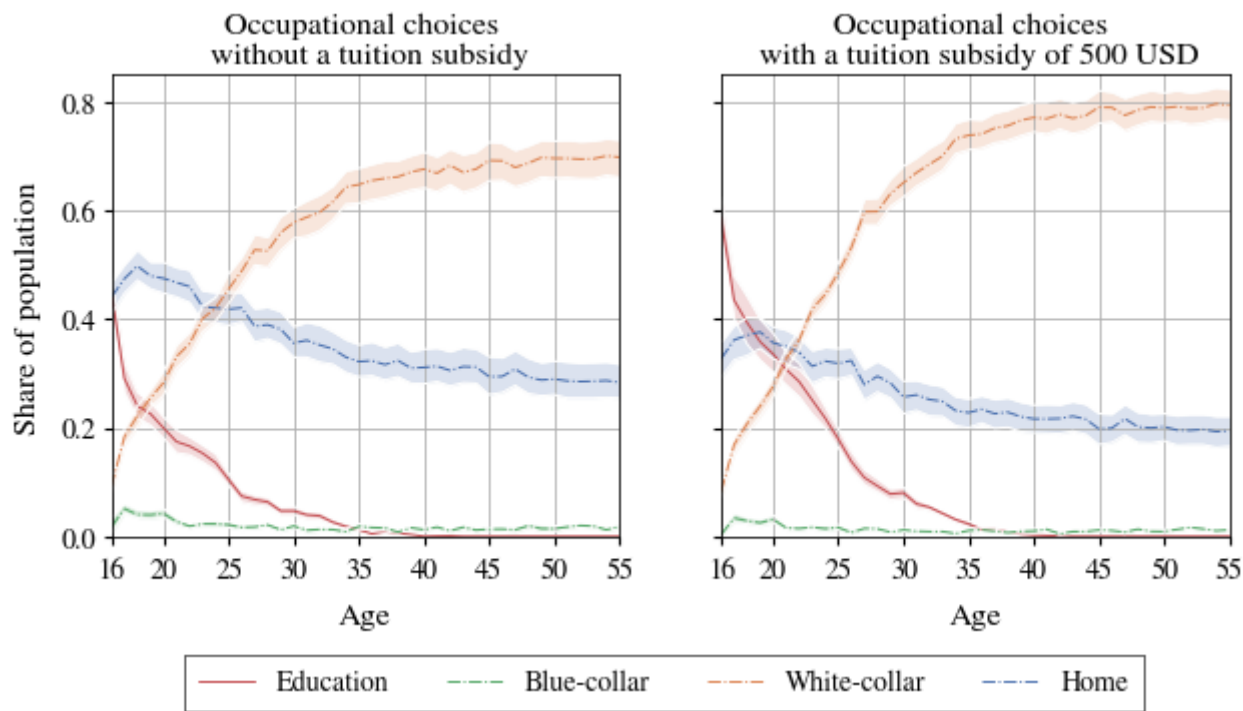 Occupational choices
without a tuition subsidy
Occupational choices
with a tuition subsidy of 500 USD
Share of population
0.8
0.6
0.4
0.2
0.0
16 20 25 30 35 40 45 50 55
16 20 25 30 35 40 45 50 55
Age
Age
Education Blue-collar White-collar Home